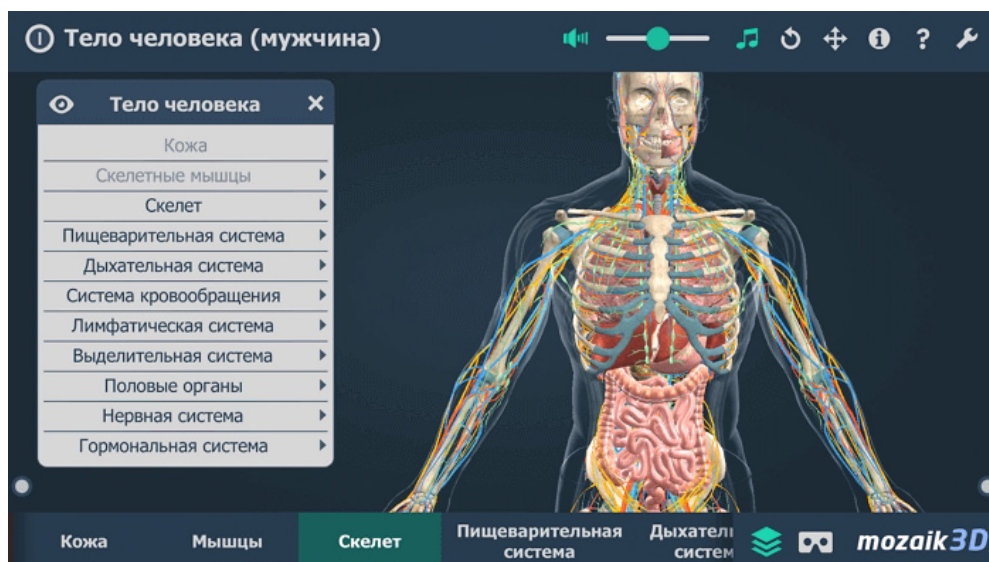 Тело человека (мужчина)
Тело человека
Кожа
Скелетные мышцы
Скелет
Пищеварительная система
Дыхательная система
Система кровообращения
Лимфатическая система
Выделительная система
Половые органы
Нервная система
Гормональная система
Кожа
Мышцы
Скелет
Пищеварительная
система
mozaik3D